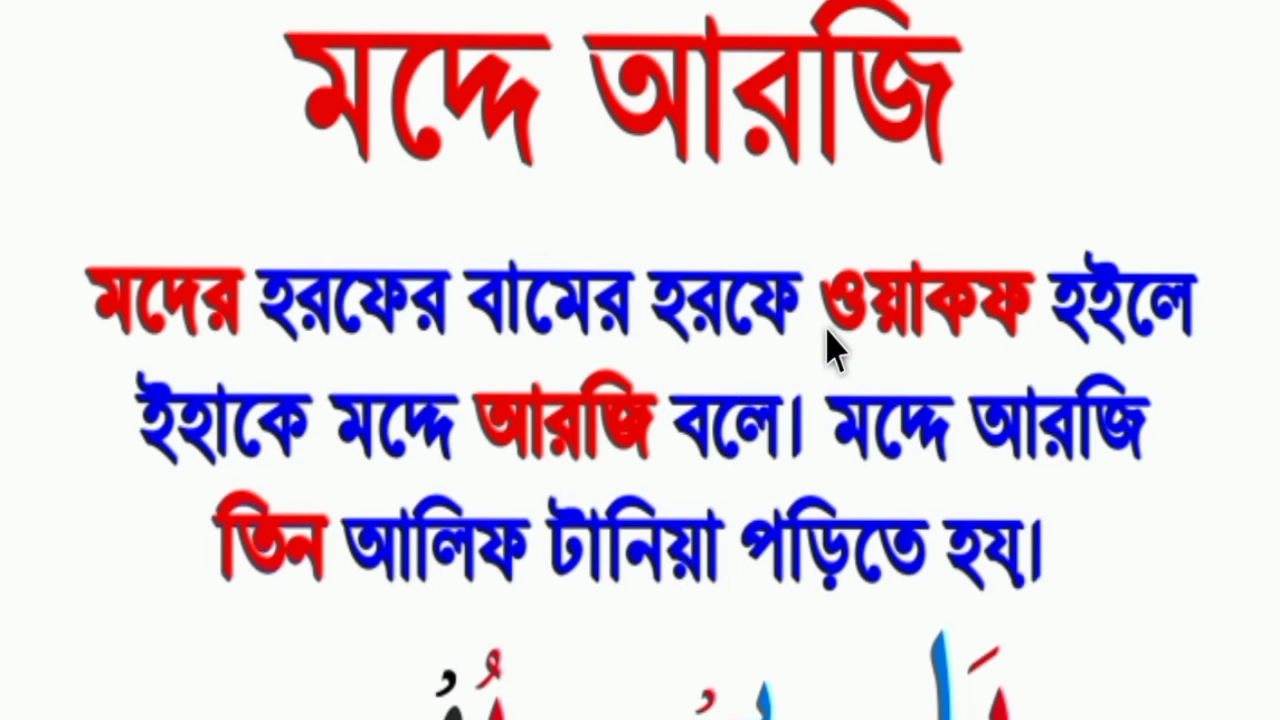 মদ্দে আরজি
মদের হরফের বামের হরফে ওয়াকফ হইলে
ইহাকে মদ্দে আরজি বলে। মদ্দে আরজি
তিন আলিফ টানিয়া পড়িতে হয়।